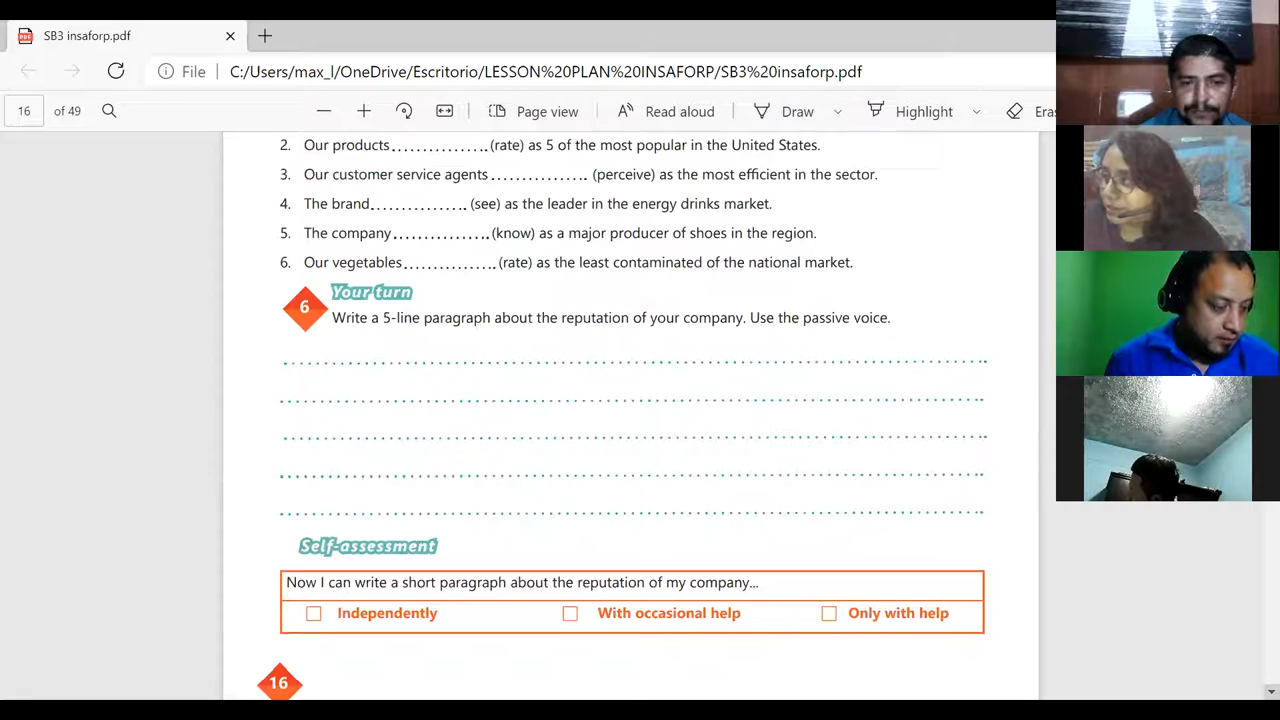 SB3 insaforp.pdf
File C:/Users/max_l/OneDrive/Escritorio/LESSON%20PLAN%20INSAFORP/SB3%20insaforp.pdf
16 of 49 Page view Read aloud Draw Highlight Eras
2. Our products................(rate) as 5 of the most popular in the United States.
3. Our customer service agents ............... (perceive) as the most efficient in the sector.
4. The brand............... (see) as the leader in the energy drinks market.
5. The company...............(know) as a major producer of shoes in the region.
6. Our vegetables............... (rate) as the least contaminated of the national market.
6 Your turn
Write a 5-line paragraph about the reputation of your company. Use the passive voice.
Self-assessment
Now I can write a short paragraph about the reputation of my company...
Independently With occasional help Only with help
16